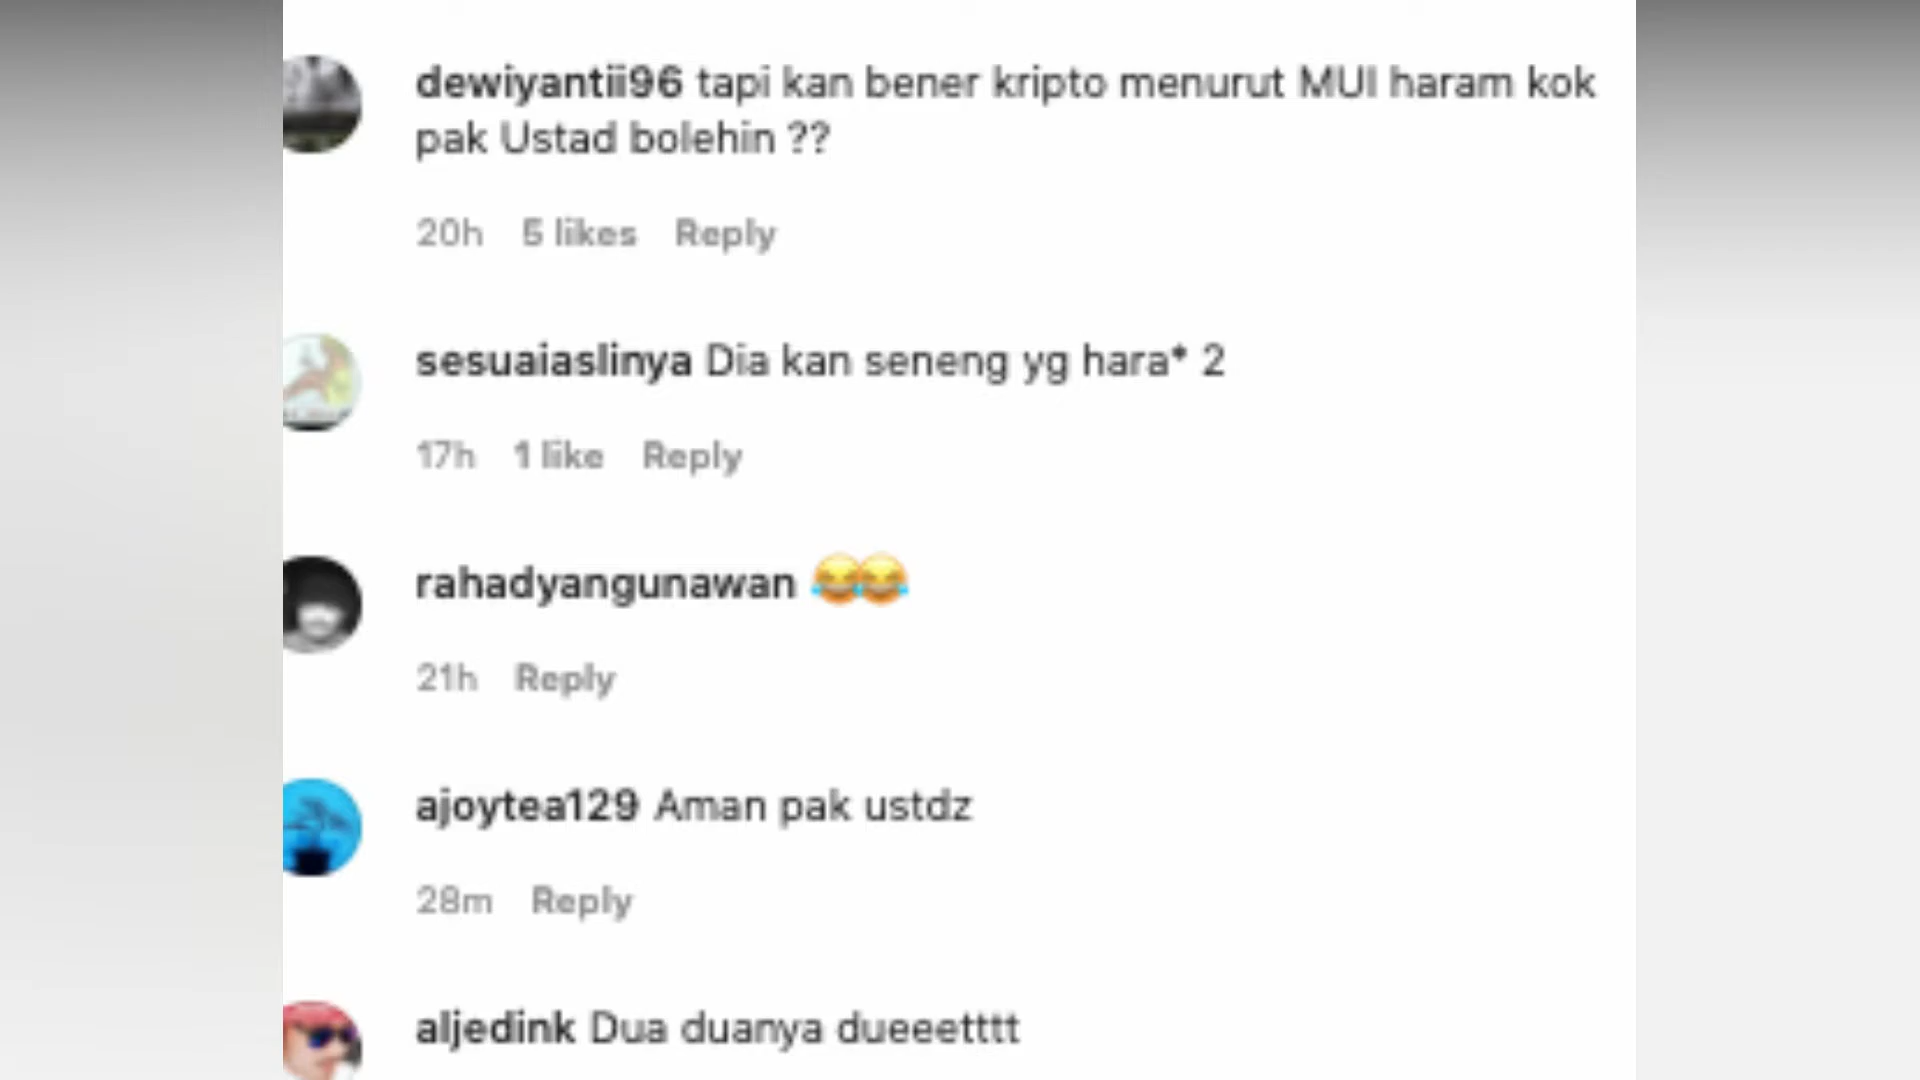 dewiyantii96 tapi kan bener kripto menurut MUI haram kok
pak Ustad bolehin ??
20h 5 likes Reply
sesuaiaslinya Dia kan seneng yg hara* 2
17h 1 like Reply
rahadyangunawan 😂😂
21h Reply
ajoytea129 Aman pak ustdz
28m Reply
aljedink Dua duanya dueeetttt